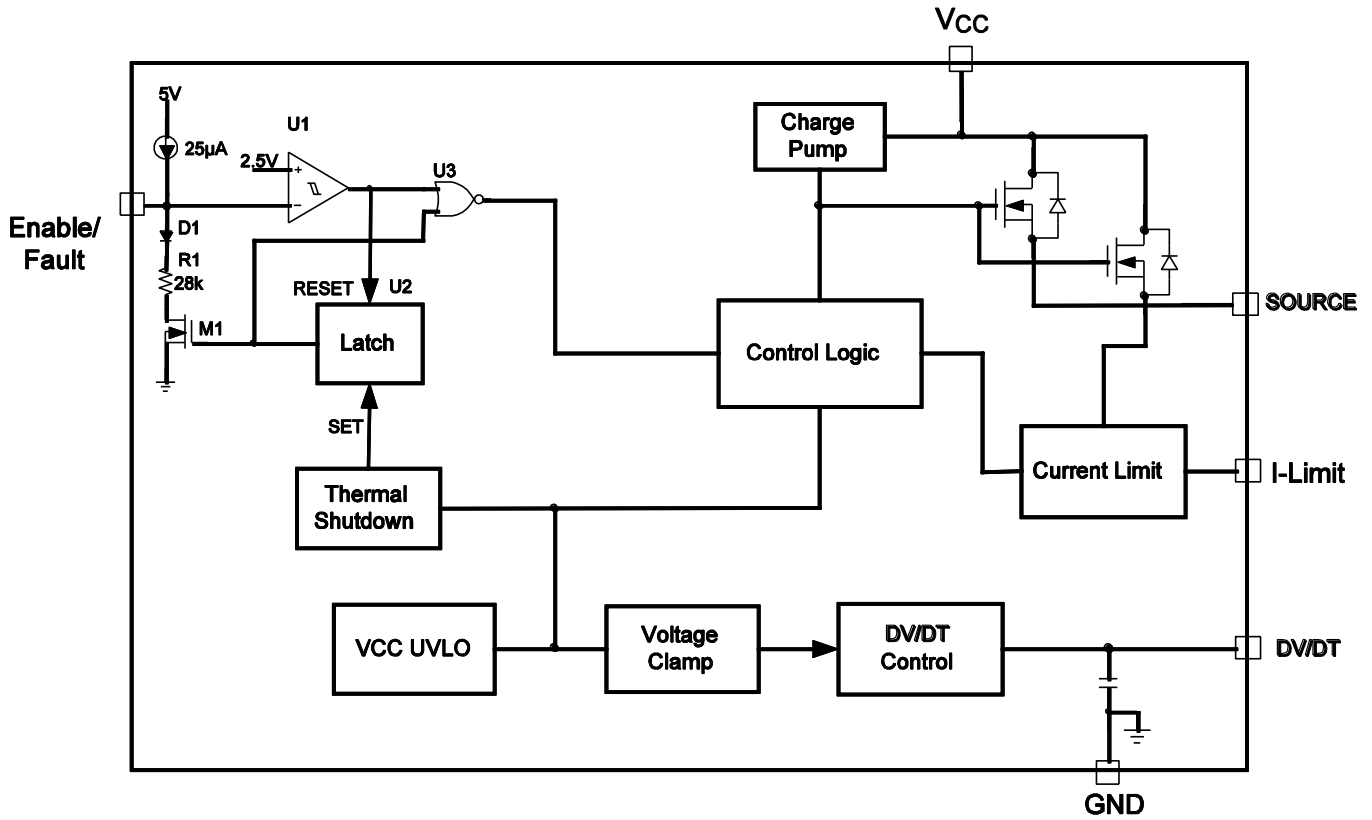 VCC
5V
U1
Charge
Pump
25µA
2.5V
+
U3
−
Enable/
Fault
D1
R1
28k
RESET
U2
SOURCE
M1
Latch
Control Logic
SET
Current Limit
I-Limit
Thermal
Shutdown
VCC UVLO
Voltage
Clamp
DV/DT
Control
DV/DT
GND